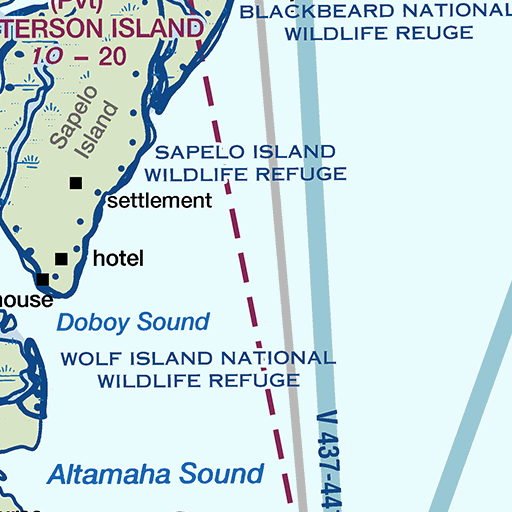 (Pvt)
TERSON ISLAND
10 – 20
BLACKBEARD NATIONAL
WILDLIFE REUGE
Sapelo
Island
SAPELO ISLAND
WILDLIFE REFUGE
settlement
hotel
house
Doboy Sound
WOLF ISLAND NATIONAL
WILDLIFE REFUGE
V 437-44
Altamaha Sound